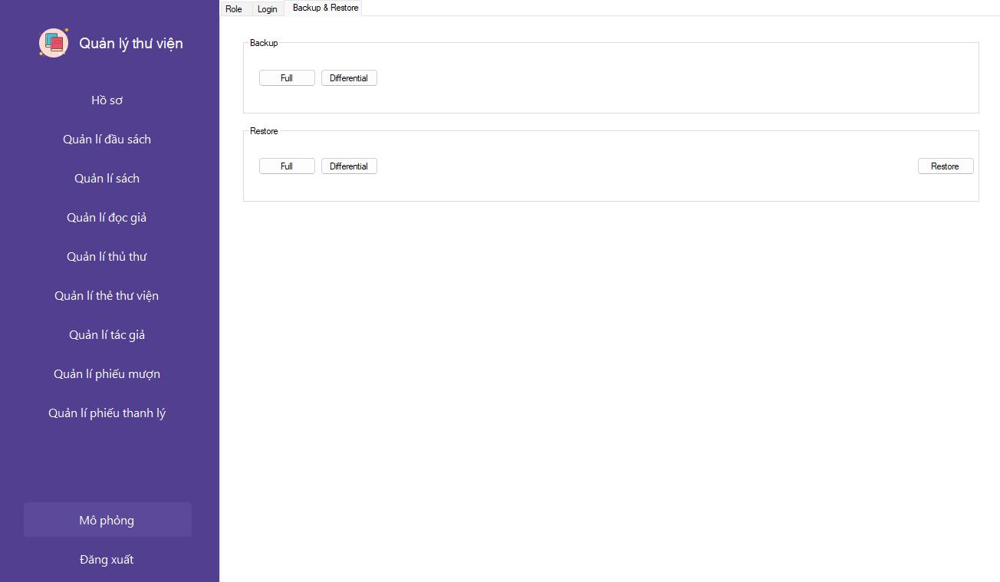 Quản lý thư viện
Hồ sơ
Quản lí đầu sách
Quản lí sách
Quản lí đọc giả
Quản lí thủ thư
Quản lí thẻ thư viện
Quản lí tác giả
Quản lí phiếu mượn
Quản lí phiếu thanh lý
Mô phỏng
Đăng xuất
Role Login Backup & Restore
Backup
Full Differential
Restore
Full Differential Restore